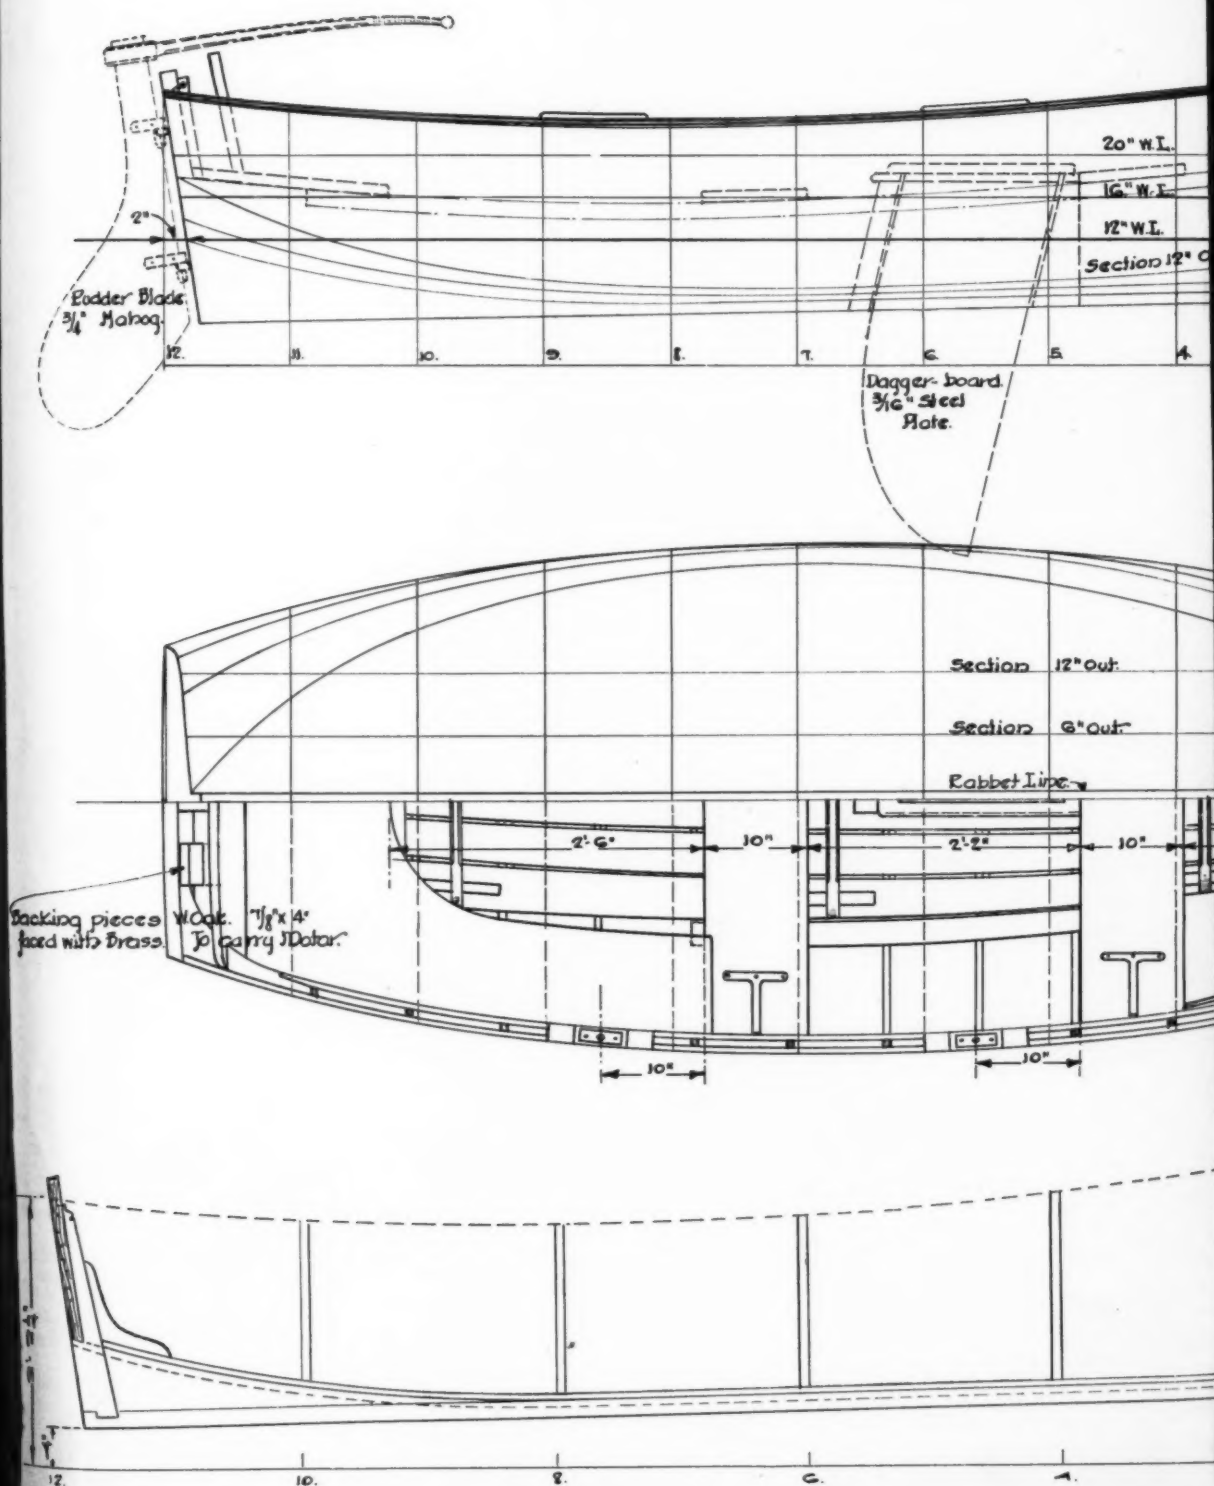 20" W.L.
16" W.L.
2"
12" W.L.
Section 12" O
Rudder Blade
3/4" Mahog.
12. 11. 10. 9. 8. 7. 6. 5. 4.
Dagger-board.
3/16" Steel
Plate.
Section 12" Out.
Section 6" Out.
Rabbet Line
2'-6" 10" 2'-2" 10"
Backing pieces W.Oak. 7/8" x 4"
faced with Brass. To carry Motor.
10" 10"
4"
12. 10. 8. 6. 4.